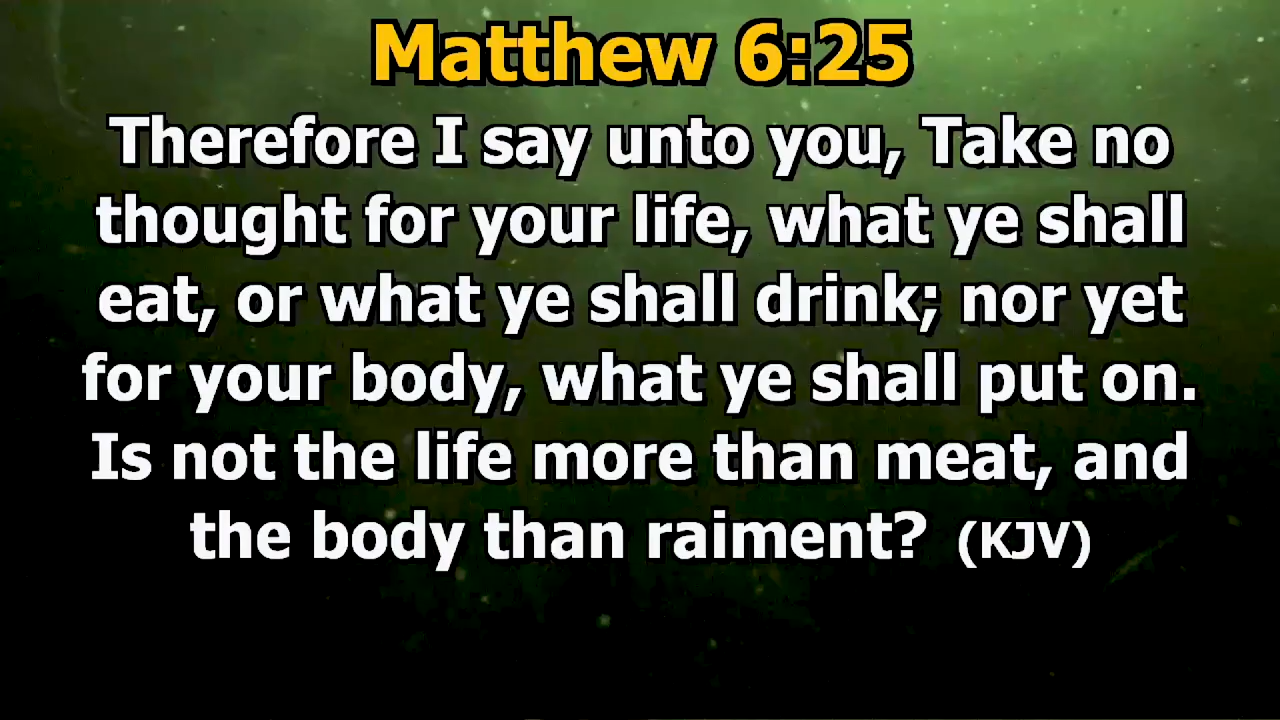 Matthew 6:25
Therefore I say unto you, Take no
thought for your life, what ye shall
eat, or what ye shall drink; nor yet
for your body, what ye shall put on.
Is not the life more than meat, and
the body than raiment? (KJV)